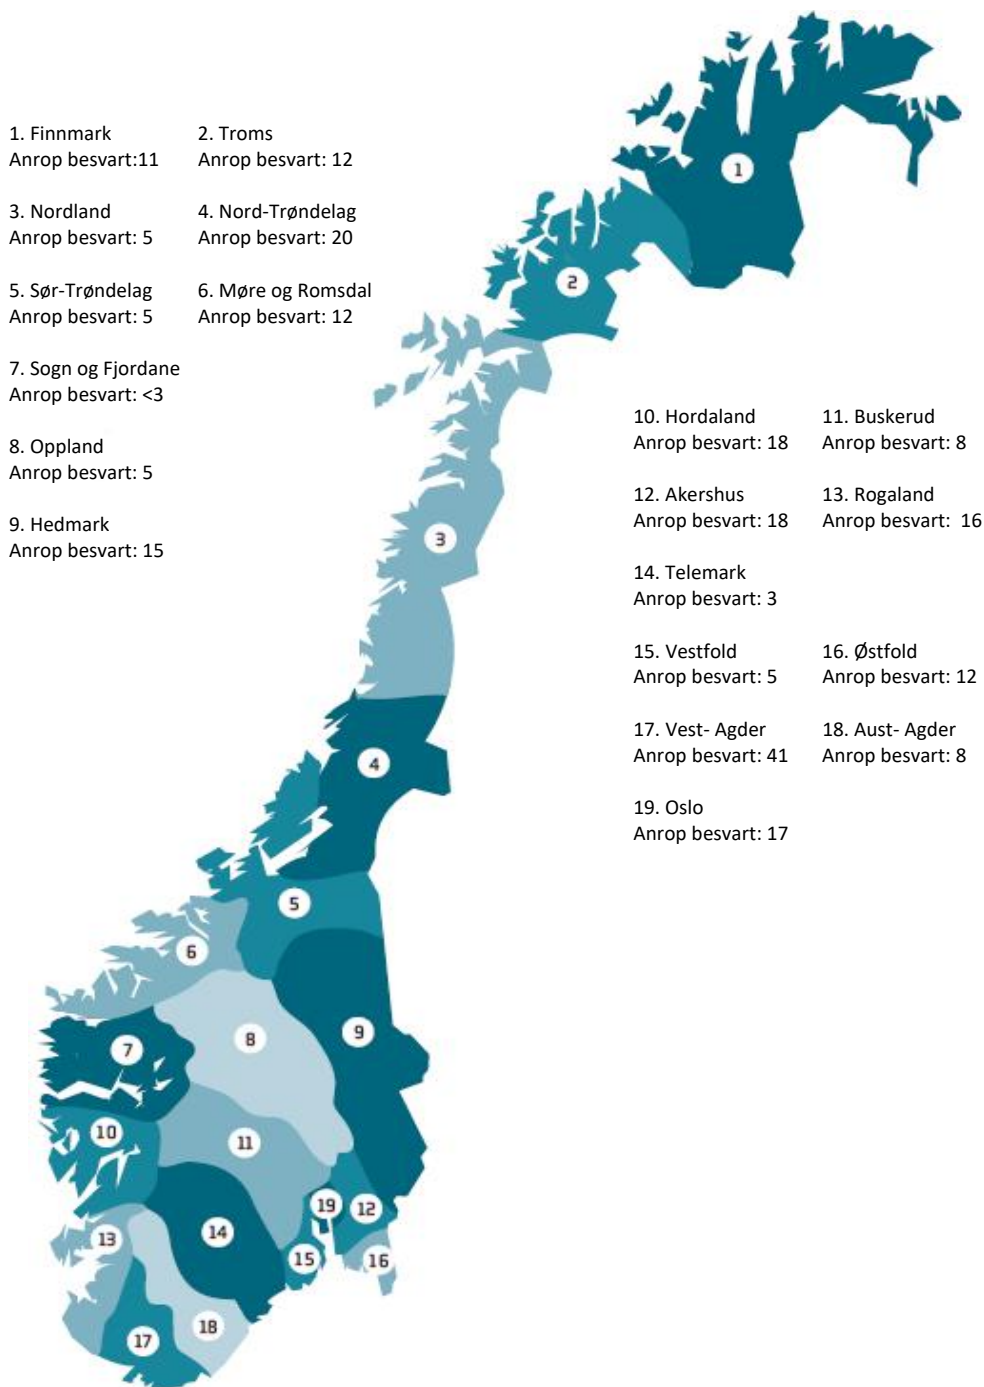 1. Finnmark
Anrop besvart:11
2. Troms
Anrop besvart: 12
3. Nordland
Anrop besvart: 5
4. Nord-Trøndelag
Anrop besvart: 20
5. Sør-Trøndelag
Anrop besvart: 5
6. Møre og Romsdal
Anrop besvart: 12
7. Sogn og Fjordane
Anrop besvart: <3
8. Oppland
Anrop besvart: 5
9. Hedmark
Anrop besvart: 15
10. Hordaland
Anrop besvart: 18
11. Buskerud
Anrop besvart: 8
12. Akershus
Anrop besvart: 18
13. Rogaland
Anrop besvart:  16
14. Telemark
Anrop besvart: 3
15. Vestfold
Anrop besvart: 5
16. Østfold
Anrop besvart: 12
17. Vest- Agder
Anrop besvart: 41
18. Aust- Agder
Anrop besvart: 8
19. Oslo
Anrop besvart: 17
1
2
3
4
5
6
7
8
9
10
11
12
13
14
15
16
17
18
19